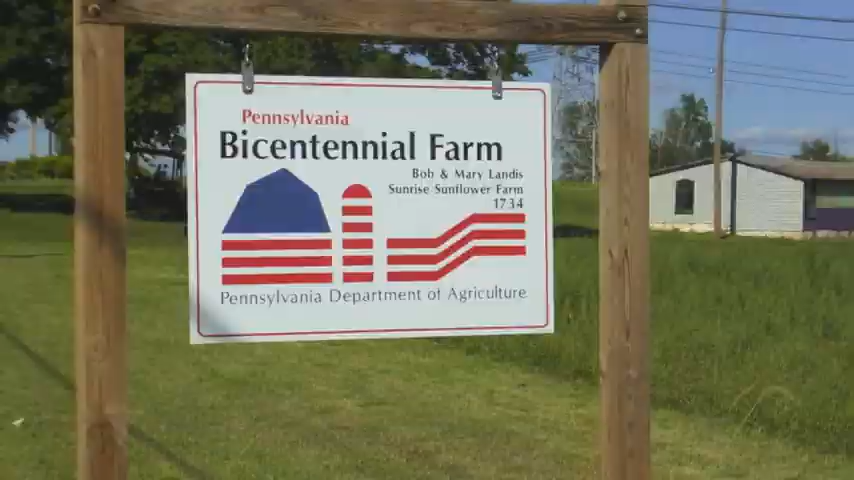 Pennsylvania
Bicentennial Farm
Bob & Mary Landis
Sunrise Sunflower Farm
1734
Pennsylvania Department of Agriculture